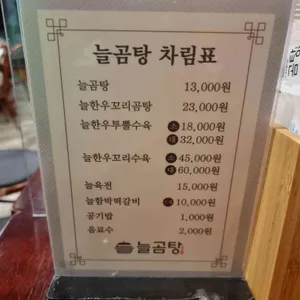 늘곰탕 차림표
늘곰탕 13,000원
늘한우꼬리곰탕 23,000원
늘한우투뿔수육 소 18,000원
대 32,000원
늘한우꼬리수육 소 45,000원
대 60,000원
늘육전 15,000원
늘함박떡갈비 10,000원
공기밥 1,000원
음료수 2,000원
늘곰탕